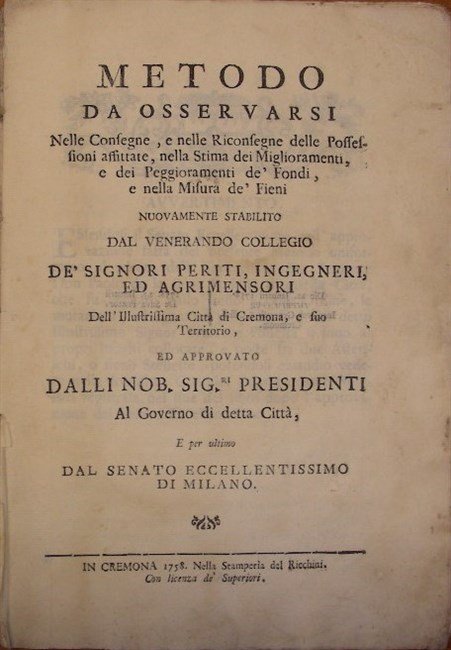 METODO
DA OSSERVARSI
Nelle Conſegne, e nelle Riconſegne delle Poſſeſ-
ſioni affittate, nella Stima dei Miglioramenti,
e dei Peggioramenti de' Fondi,
e nella Miſura de' Fieni
NUOVAMENTE STABILITO
DAL VENERANDO COLLEGIO
DE' SIGNORI PERITI, INGEGNERI,
ED AGRIMENSORI
Dell'Illuſtriſſima Città di Cremona, e ſuo
Territorio,
ED APPROVATO
DALLI NOB. SIG.RI PRESIDENTI
Al Governo di detta Città,
E per ultimo
DAL SENATO ECCELLENTISSIMO
DI MILANO.
IN CREMONA 1758. Nella Stamperia del Ricchini.
Con licenza de' Superiori.